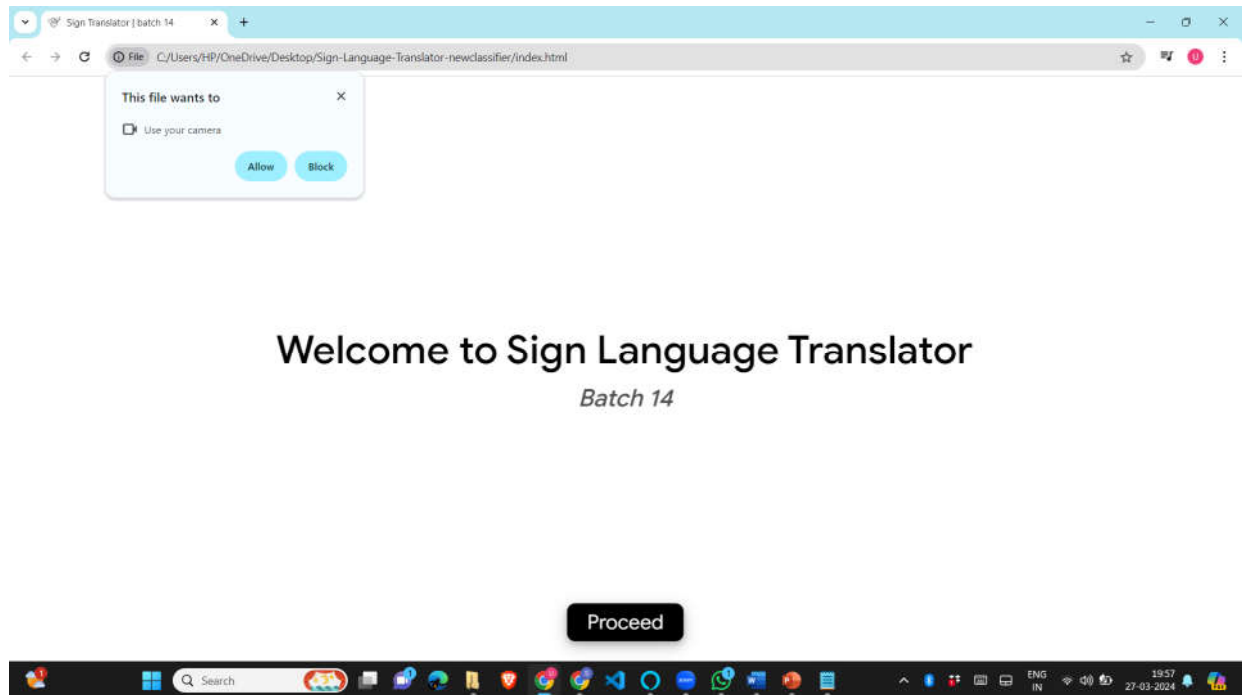 Sign Translator | batch 14
File C:/Users/HP/OneDrive/Desktop/Sign-Language-Translator-newclassifier/index.html
U
This file wants to
Use your camera
Allow Block
Welcome to Sign Language Translator
Batch 14
Proceed
Search
ENG
IN
19:57
27-03-2024